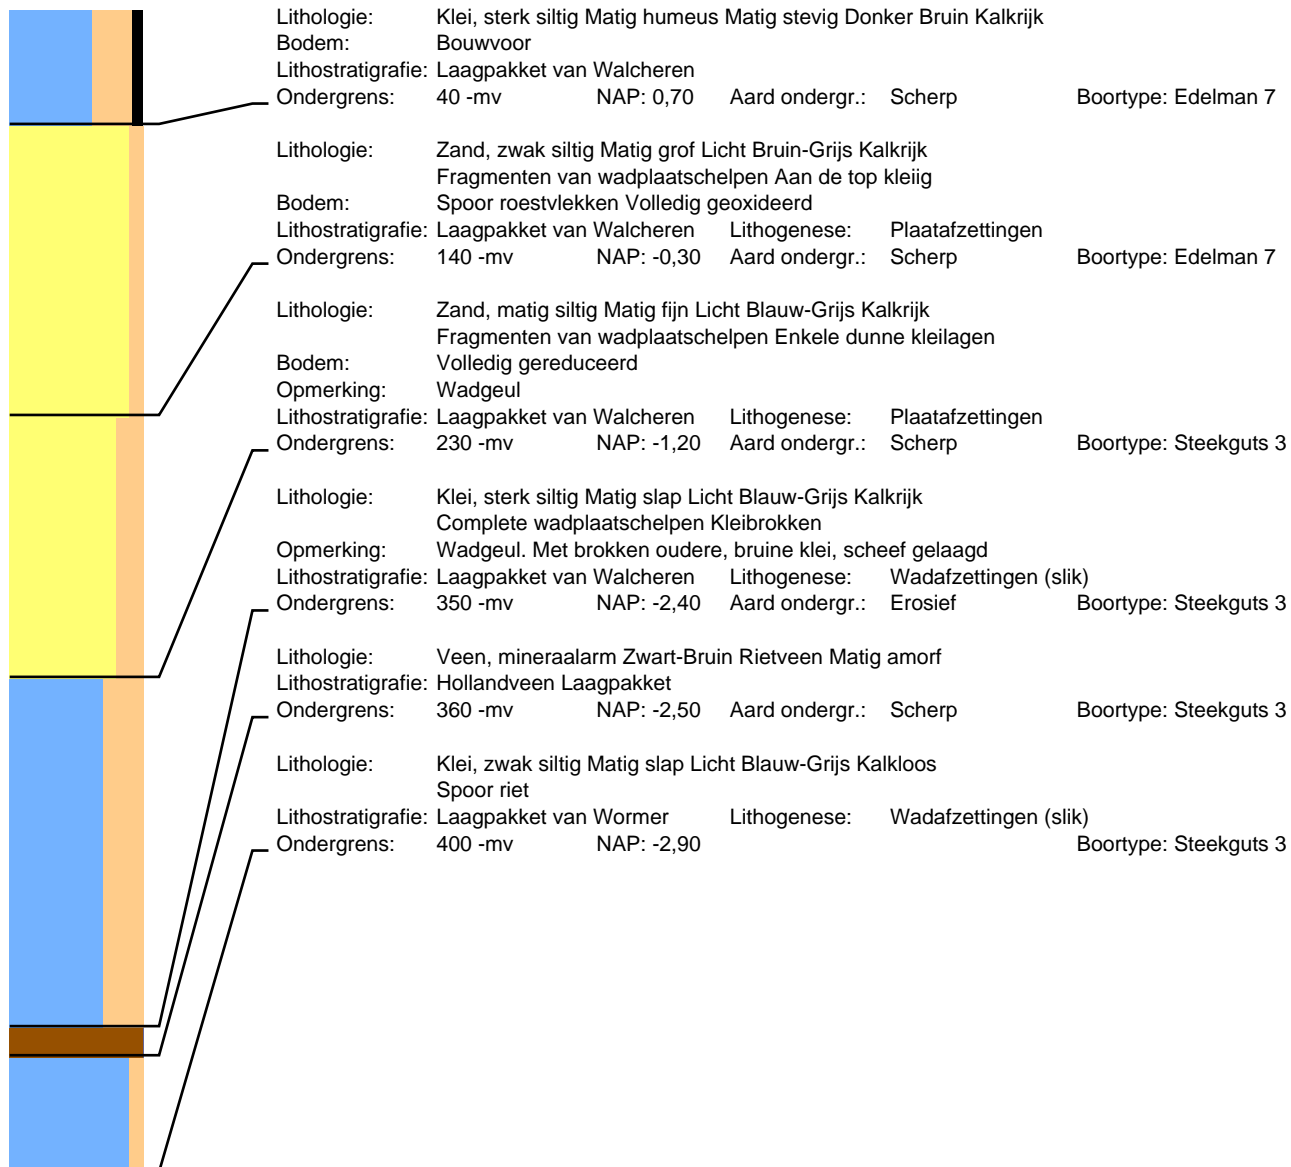 Lithologie: Klei, sterk siltig Matig humeus Matig stevig Donker Bruin Kalkrijk
Bodem: Bouwvoor
Lithostratigrafie: Laagpakket van Walcheren
Ondergrens: 40 -mv NAP: 0,70 Aard ondergr.: Scherp Boortype: Edelman 7
Lithologie: Zand, zwak siltig Matig grof Licht Bruin-Grijs Kalkrijk
Fragmenten van wadplaatschelpen Aan de top kleiig
Bodem: Spoor roestvlekken Volledig geoxideerd
Lithostratigrafie: Laagpakket van Walcheren Lithogenese: Plaatafzettingen
Ondergrens: 140 -mv NAP: -0,30 Aard ondergr.: Scherp Boortype: Edelman 7
Lithologie: Zand, matig siltig Matig fijn Licht Blauw-Grijs Kalkrijk
Fragmenten van wadplaatschelpen Enkele dunne kleilagen
Bodem: Volledig gereduceerd
Opmerking: Wadgeul
Lithostratigrafie: Laagpakket van Walcheren Lithogenese: Plaatafzettingen
Ondergrens: 230 -mv NAP: -1,20 Aard ondergr.: Scherp Boortype: Steekguts 3
Lithologie: Klei, sterk siltig Matig slap Licht Blauw-Grijs Kalkrijk
Complete wadplaatschelpen Kleibrokken
Opmerking: Wadgeul. Met brokken oudere, bruine klei, scheef gelaagd
Lithostratigrafie: Laagpakket van Walcheren Lithogenese: Wadafzettingen (slik)
Ondergrens: 350 -mv NAP: -2,40 Aard ondergr.: Erosief Boortype: Steekguts 3
Lithologie: Veen, mineraalarm Zwart-Bruin Rietveen Matig amorf
Lithostratigrafie: Hollandveen Laagpakket
Ondergrens: 360 -mv NAP: -2,50 Aard ondergr.: Scherp Boortype: Steekguts 3
Lithologie: Klei, zwak siltig Matig slap Licht Blauw-Grijs Kalkloos
Spoor riet
Lithostratigrafie: Laagpakket van Wormer Lithogenese: Wadafzettingen (slik)
Ondergrens: 400 -mv NAP: -2,90 Boortype: Steekguts 3